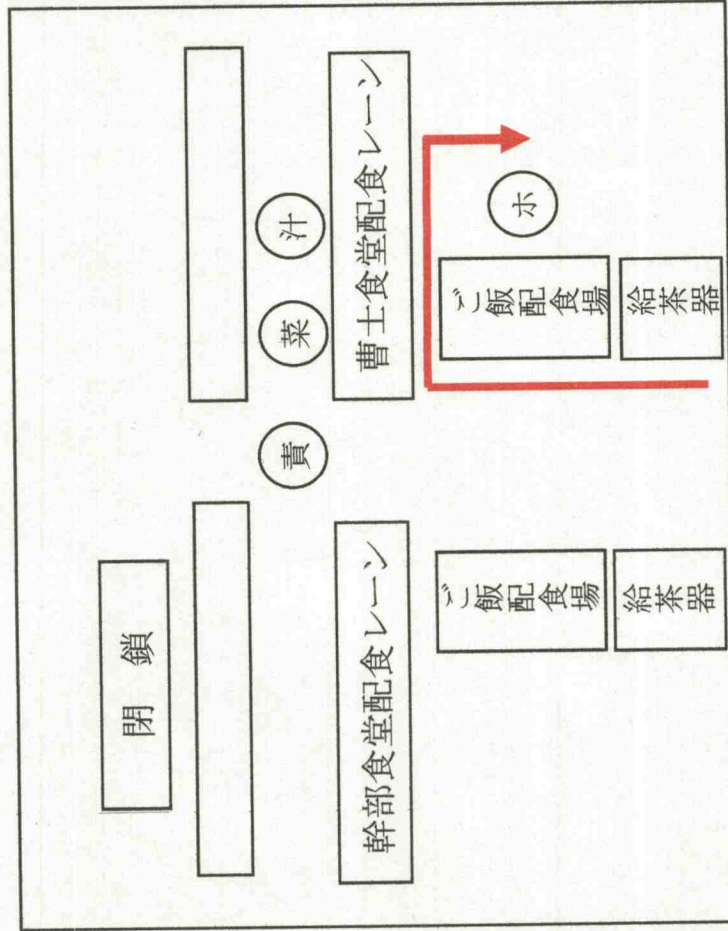 閉　鎖
責
菜
汁
幹部食堂配食レーン
曹士食堂配食レーン
ホ
ご飯
配食場
給茶器
ご飯
配食場
給茶器